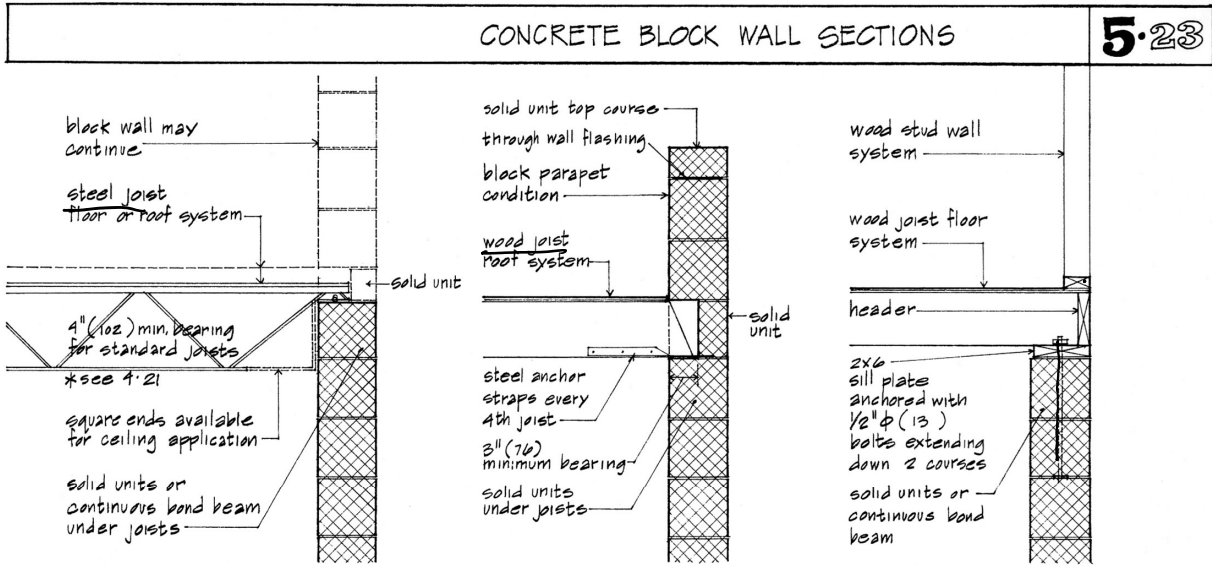 CONCRETE BLOCK WALL SECTIONS
5·23
block wall may
continue
steel joist
floor or roof system
solid unit
4"(102) min. bearing
for standard joists
*see 4·21
square ends available
for ceiling application
solid units or
continuous bond beam
under joists
solid unit top course
through wall flashing
block parapet
condition
wood joist
roof system
solid
unit
steel anchor
straps every
4th joist
3"(76)
minimum bearing
solid units
under joists
wood stud wall
system
wood joist floor
system
header
2x6
sill plate
anchored with
1/2"φ (13 )
bolts extending
down 2 courses
solid units or
continuous bond
beam